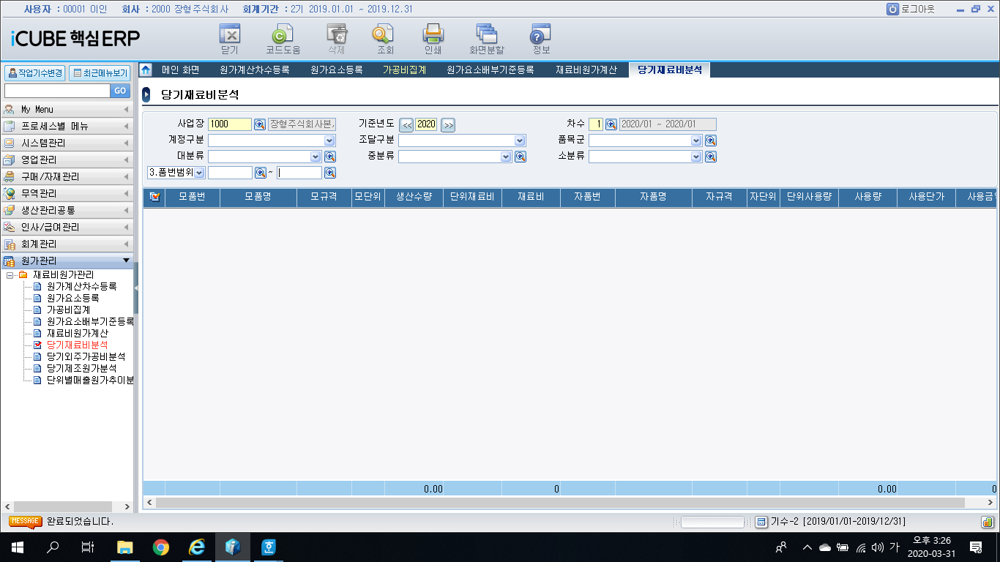 사용자 : 00001 이인 회사 : 2000 장형주식회사 회계기간 : 2기 2019.01.01 ~ 2019.12.31 로그아웃
iCUBE 핵심ERP
닫기 코드도움 삭제 조회 인쇄 화면분할 정보
작업기수변경 최근메뉴보기
메인 화면 원가계산차수등록 원가요소등록 가공비집계 원가요소배부기준등록 재료비원가계산 당기재료비분석
GO
My Menu
프로세스별 메뉴
시스템관리
영업관리
구매/자재관리
무역관리
생산관리공통
인사/급여관리
회계관리
원가관리
재료비원가관리
원가계산차수등록
원가요소등록
가공비집계
원가요소배부기준등록
재료비원가계산
당기재료비분석
당기외주가공비분석
당기제조원가분석
단위별매출원가추이분
당기재료비분석
사업장 1000 장형주식회사본, 기준년도 << 2020 >> 차수 1 2020/01 ~ 2020/01
계정구분 조달구분 품목군
대분류 중분류 소분류
3.품번범위 ~
모품번 모품명 모규격 모단위 생산수량 단위재료비 재료비 자품번 자품명 자규격 자단위 단위사용량 사용량 사용단가 사용금
0.00 0 0.00 0
MESSAGE 완료되었습니다. 기수-2 [2019/01/01-2019/12/31]
가 오후 3:26
2020-03-31